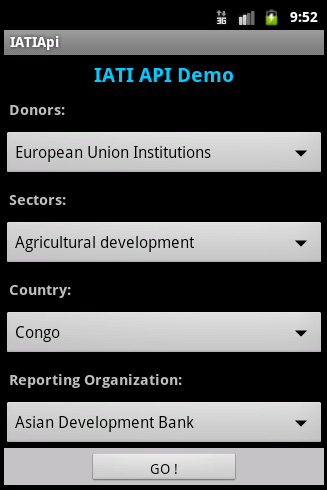 3G 9:52
IATIApi
IATI API Demo
Donors:
European Union Institutions
Sectors:
Agricultural development
Country:
Congo
Reporting Organization:
Asian Development Bank
GO !